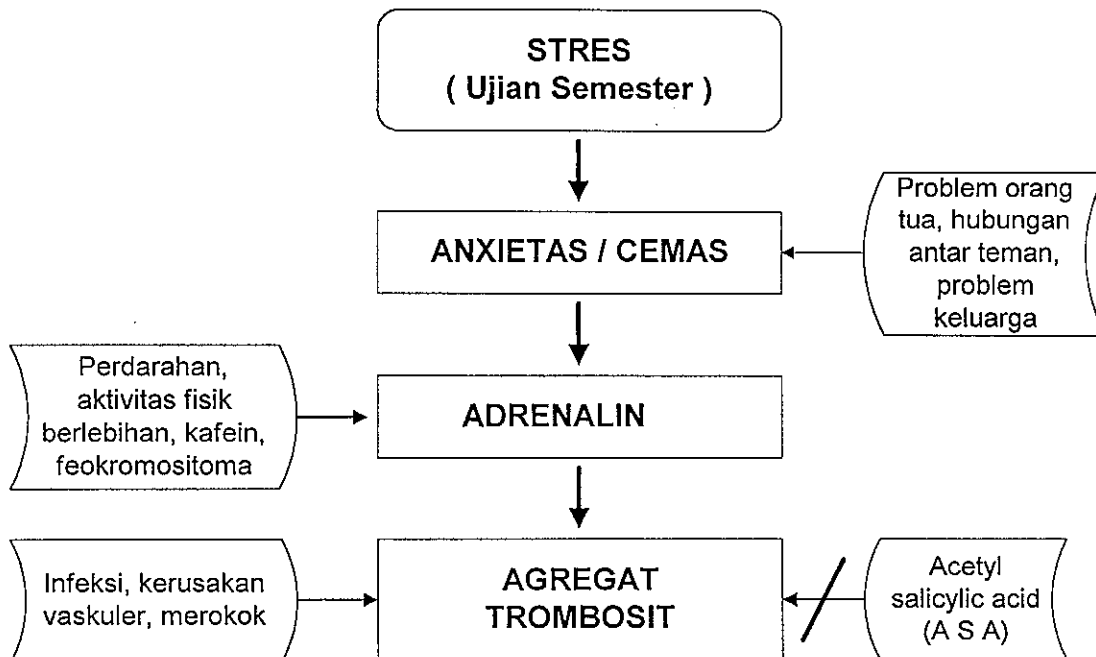 STRES
( Ujian Semester )
Problem orang
tua, hubungan
antar teman,
problem
keluarga
ANXIETAS / CEMAS
Perdarahan,
aktivitas fisik
berlebihan, kafein,
feokromositoma
ADRENALIN
Infeksi, kerusakan
vaskuler, merokok
AGREGAT
TROMBOSIT
Acetyl
salicylic acid
(A S A)